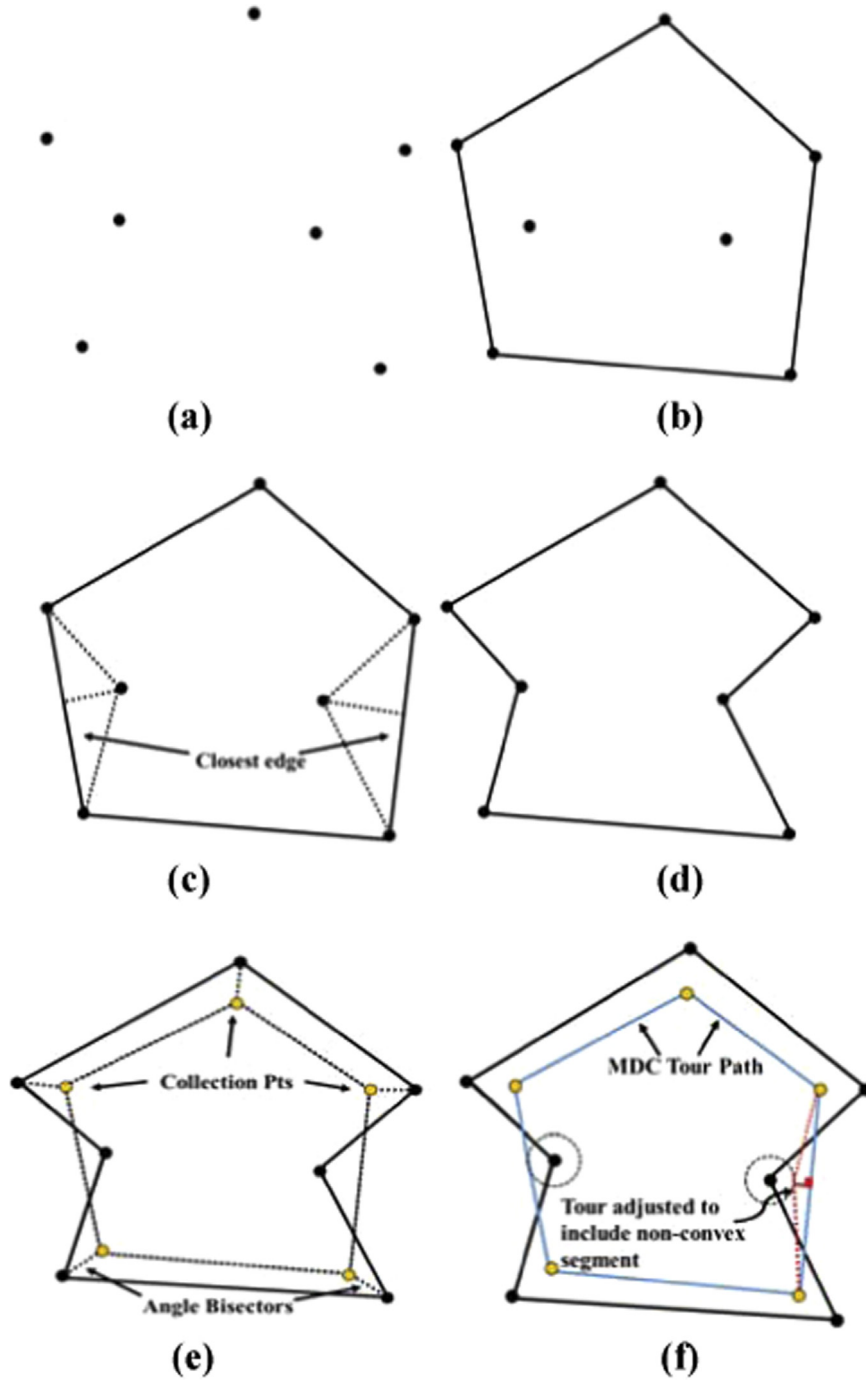 (a)
(b)
Closest edge
(c)
(d)
Collection Pts
Angle Bisectors
(e)
MDC Tour Path
Tour adjusted to
include non-convex
segment
(f)